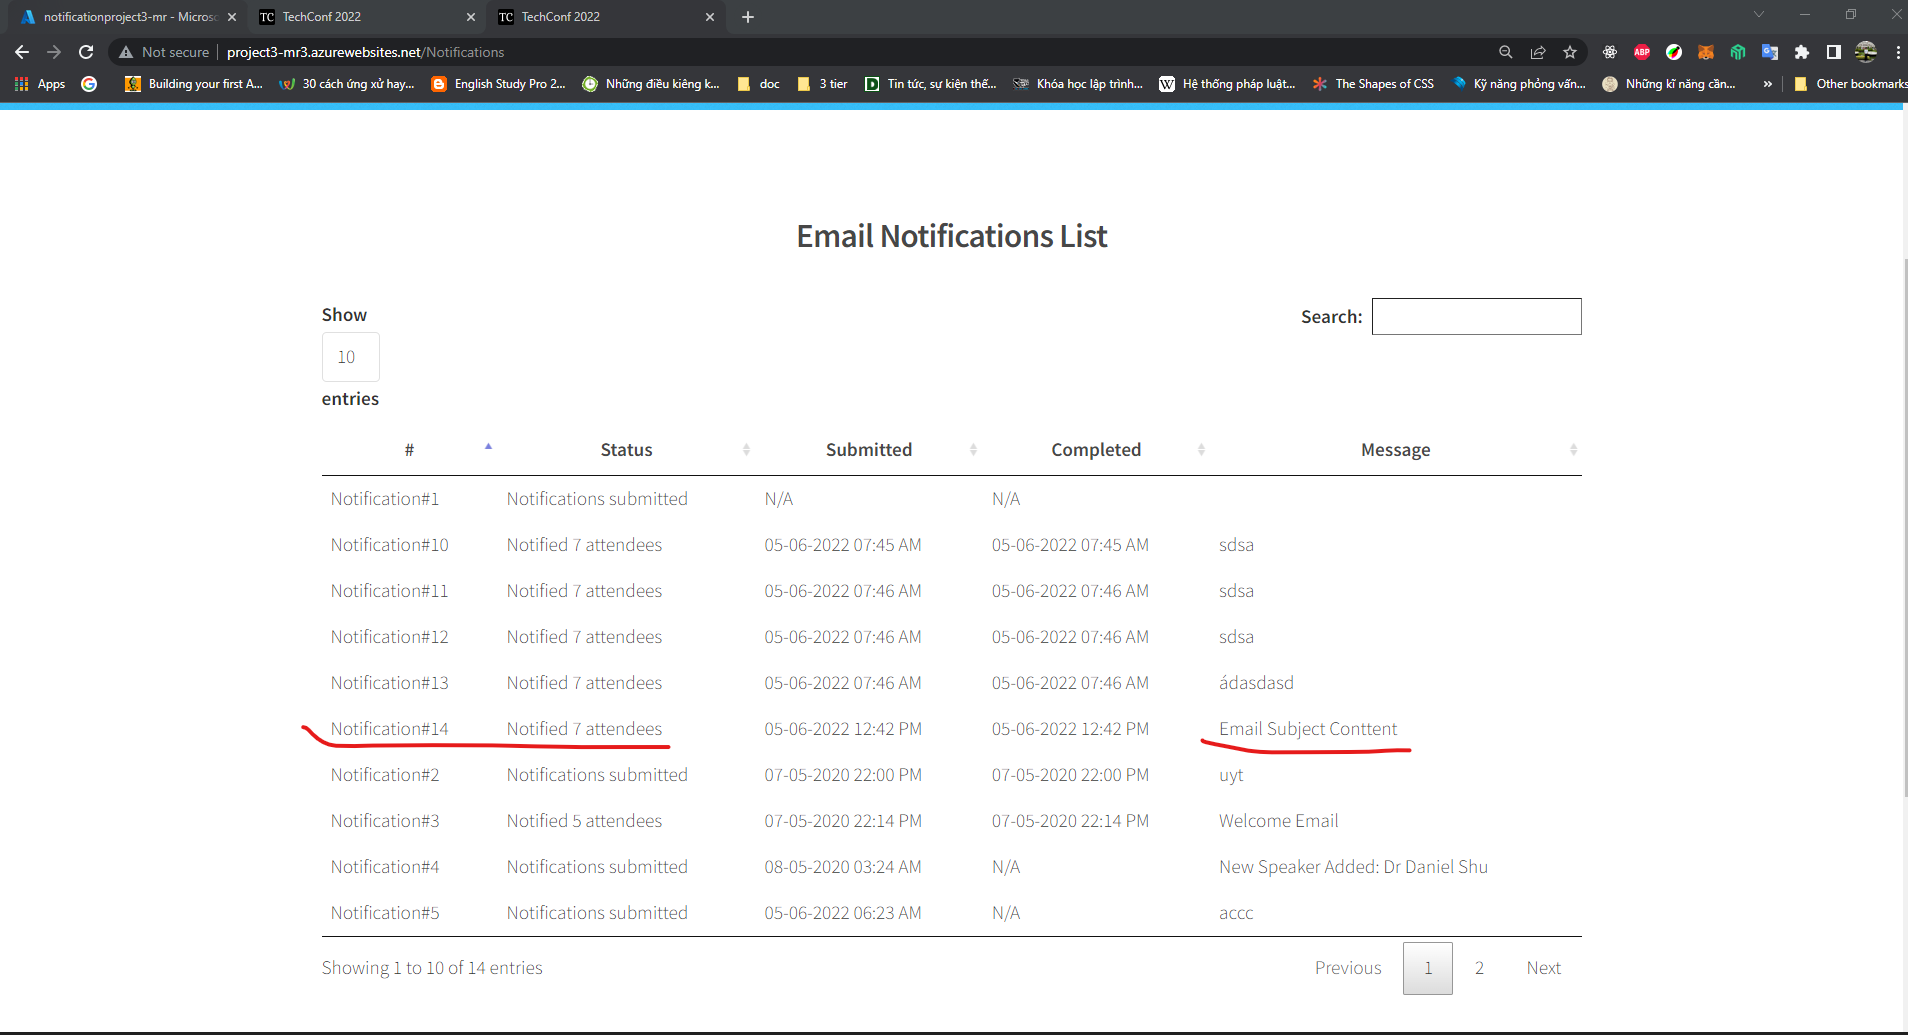 notificationproject3-mr - Microso
TechConf 2022
TechConf 2022
Not secure project3-mr3.azurewebsites.net/Notifications
Apps
Building your first A...
30 cách ứng xử hay...
English Study Pro 2...
Những điều kiêng k...
doc
3 tier
Tin tức, sự kiện thế...
Khóa học lập trình...
Hệ thống pháp luật...
The Shapes of CSS
Kỹ năng phỏng vấn...
Những kĩ năng cần...
» Other bookmarks
Email Notifications List
Show
10
entries
Search:
# Status Submitted Completed Message
Notification#1 Notifications submitted N/A N/A
Notification#10 Notified 7 attendees 05-06-2022 07:45 AM 05-06-2022 07:45 AM sdsa
Notification#11 Notified 7 attendees 05-06-2022 07:46 AM 05-06-2022 07:46 AM sdsa
Notification#12 Notified 7 attendees 05-06-2022 07:46 AM 05-06-2022 07:46 AM sdsa
Notification#13 Notified 7 attendees 05-06-2022 07:46 AM 05-06-2022 07:46 AM ádasdasd
Notification#14 Notified 7 attendees 05-06-2022 12:42 PM 05-06-2022 12:42 PM Email Subject Conttent
Notification#2 Notifications submitted 07-05-2020 22:00 PM 07-05-2020 22:00 PM uyt
Notification#3 Notified 5 attendees 07-05-2020 22:14 PM 07-05-2020 22:14 PM Welcome Email
Notification#4 Notifications submitted 08-05-2020 03:24 AM N/A New Speaker Added: Dr Daniel Shu
Notification#5 Notifications submitted 05-06-2022 06:23 AM N/A accc
Showing 1 to 10 of 14 entries
Previous 1 2 Next